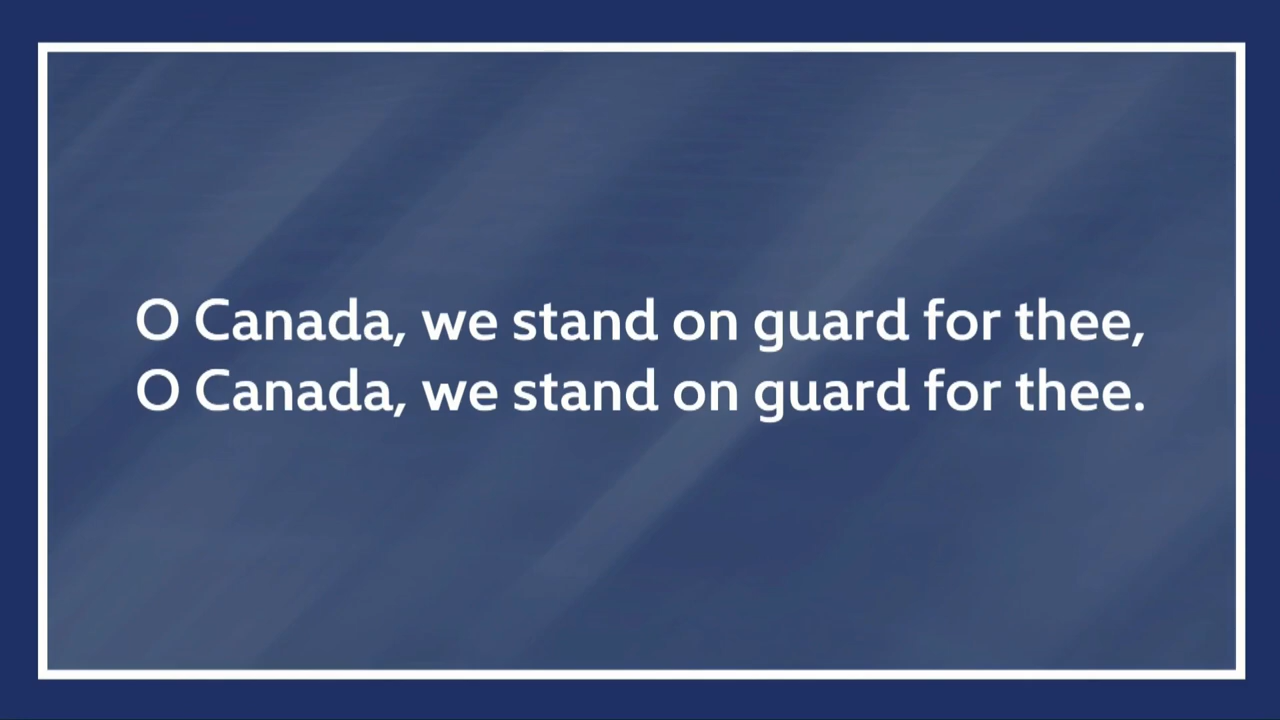 O Canada, we stand on guard for thee,
O Canada, we stand on guard for thee.